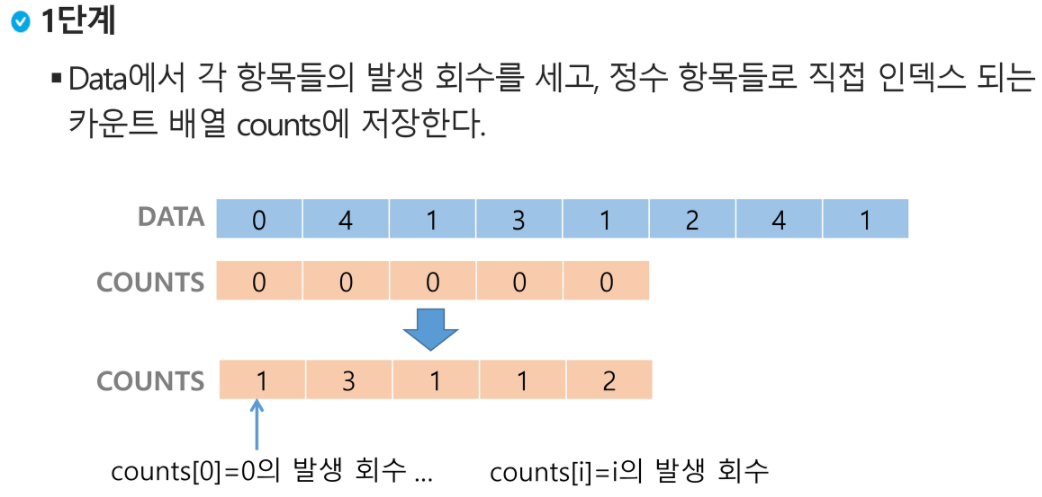 1단계
▪ Data에서 각 항목들의 발생 회수를 세고, 정수 항목들로 직접 인덱스 되는
카운트 배열 counts에 저장한다.
DATA 0 4 1 3 1 2 4 1
COUNTS 0 0 0 0 0
COUNTS 1 3 1 1 2
counts[0]=0의 발생 회수 ... counts[i]=i의 발생 회수